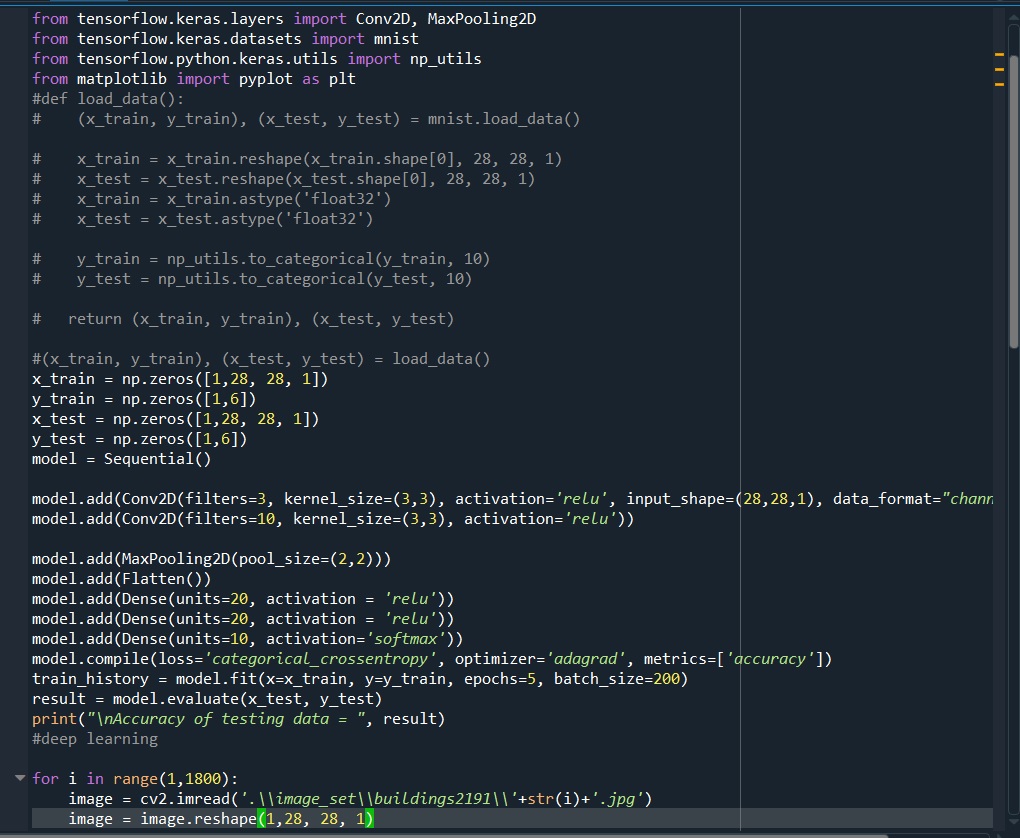 from tensorflow.keras.layers import Conv2D, MaxPooling2D
from tensorflow.keras.datasets import mnist
from tensorflow.python.keras.utils import np_utils
from matplotlib import pyplot as plt
#def load_data():
#    (x_train, y_train), (x_test, y_test) = mnist.load_data()
#    x_train = x_train.reshape(x_train.shape[0], 28, 28, 1)
#    x_test = x_test.reshape(x_test.shape[0], 28, 28, 1)
#    x_train = x_train.astype('float32')
#    x_test = x_test.astype('float32')
#    y_train = np_utils.to_categorical(y_train, 10)
#    y_test = np_utils.to_categorical(y_test, 10)
#   return (x_train, y_train), (x_test, y_test)
#(x_train, y_train), (x_test, y_test) = load_data()
x_train = np.zeros([1,28, 28, 1])
y_train = np.zeros([1,6])
x_test = np.zeros([1,28, 28, 1])
y_test = np.zeros([1,6])
model = Sequential()
model.add(Conv2D(filters=3, kernel_size=(3,3), activation='relu', input_shape=(28,28,1), data_format="chann
model.add(Conv2D(filters=10, kernel_size=(3,3), activation='relu'))
model.add(MaxPooling2D(pool_size=(2,2)))
model.add(Flatten())
model.add(Dense(units=20, activation = 'relu'))
model.add(Dense(units=20, activation = 'relu'))
model.add(Dense(units=10, activation='softmax'))
model.compile(loss='categorical_crossentropy', optimizer='adagrad', metrics=['accuracy'])
train_history = model.fit(x=x_train, y=y_train, epochs=5, batch_size=200)
result = model.evaluate(x_test, y_test)
print("\nAccuracy of testing data = ", result)
#deep learning
for i in range(1,1800):
    image = cv2.imread('.\\image_set\\buildings2191\\'+str(i)+'.jpg')
    image = image.reshape(1,28, 28, 1)